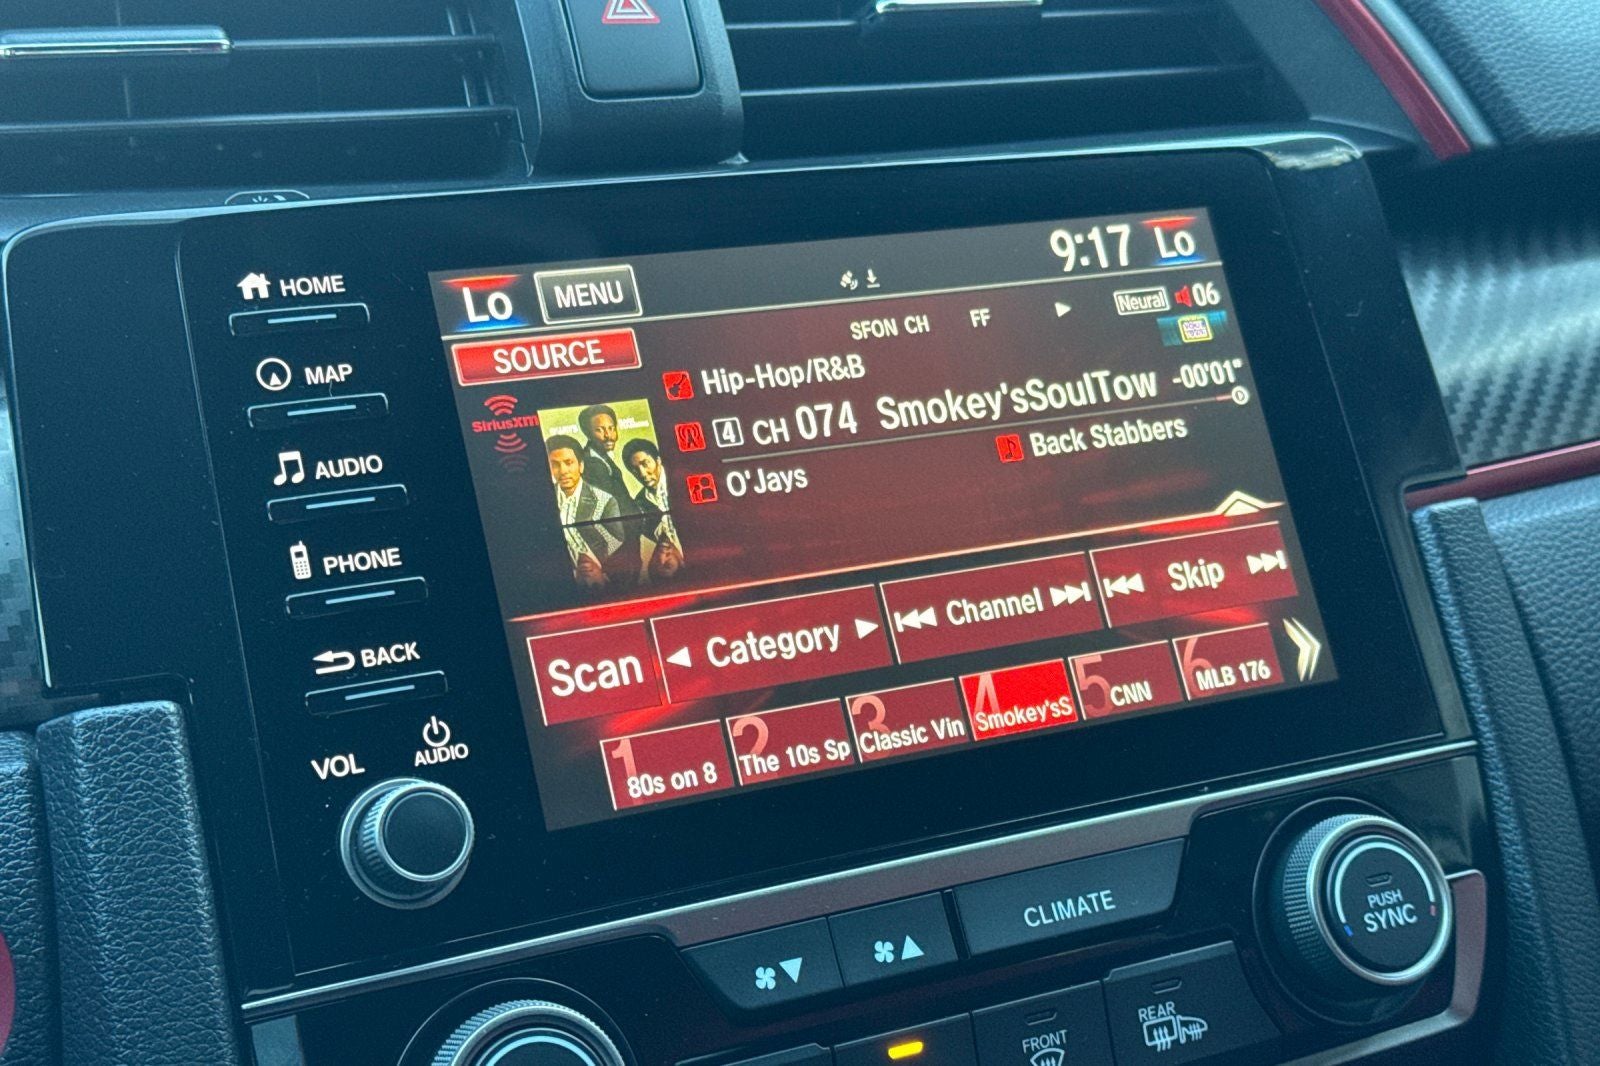 9:17 Lo
Lo MENU
SFON CH FF Neural 06
SOURCE
Hip-Hop/R&B
SiriusXM
4 CH 074 Smokey'sSoulTow -00'01"
O'Jays Back Stabbers
Scan Category Channel Skip
1 80s on 8
2 The 10s Sp
3 Classic Vin
4 Smokey'sS
5 CNN
6 MLB 176
HOME
MAP
AUDIO
PHONE
BACK
VOL AUDIO
CLIMATE
PUSH
SYNC
FRONT
REAR